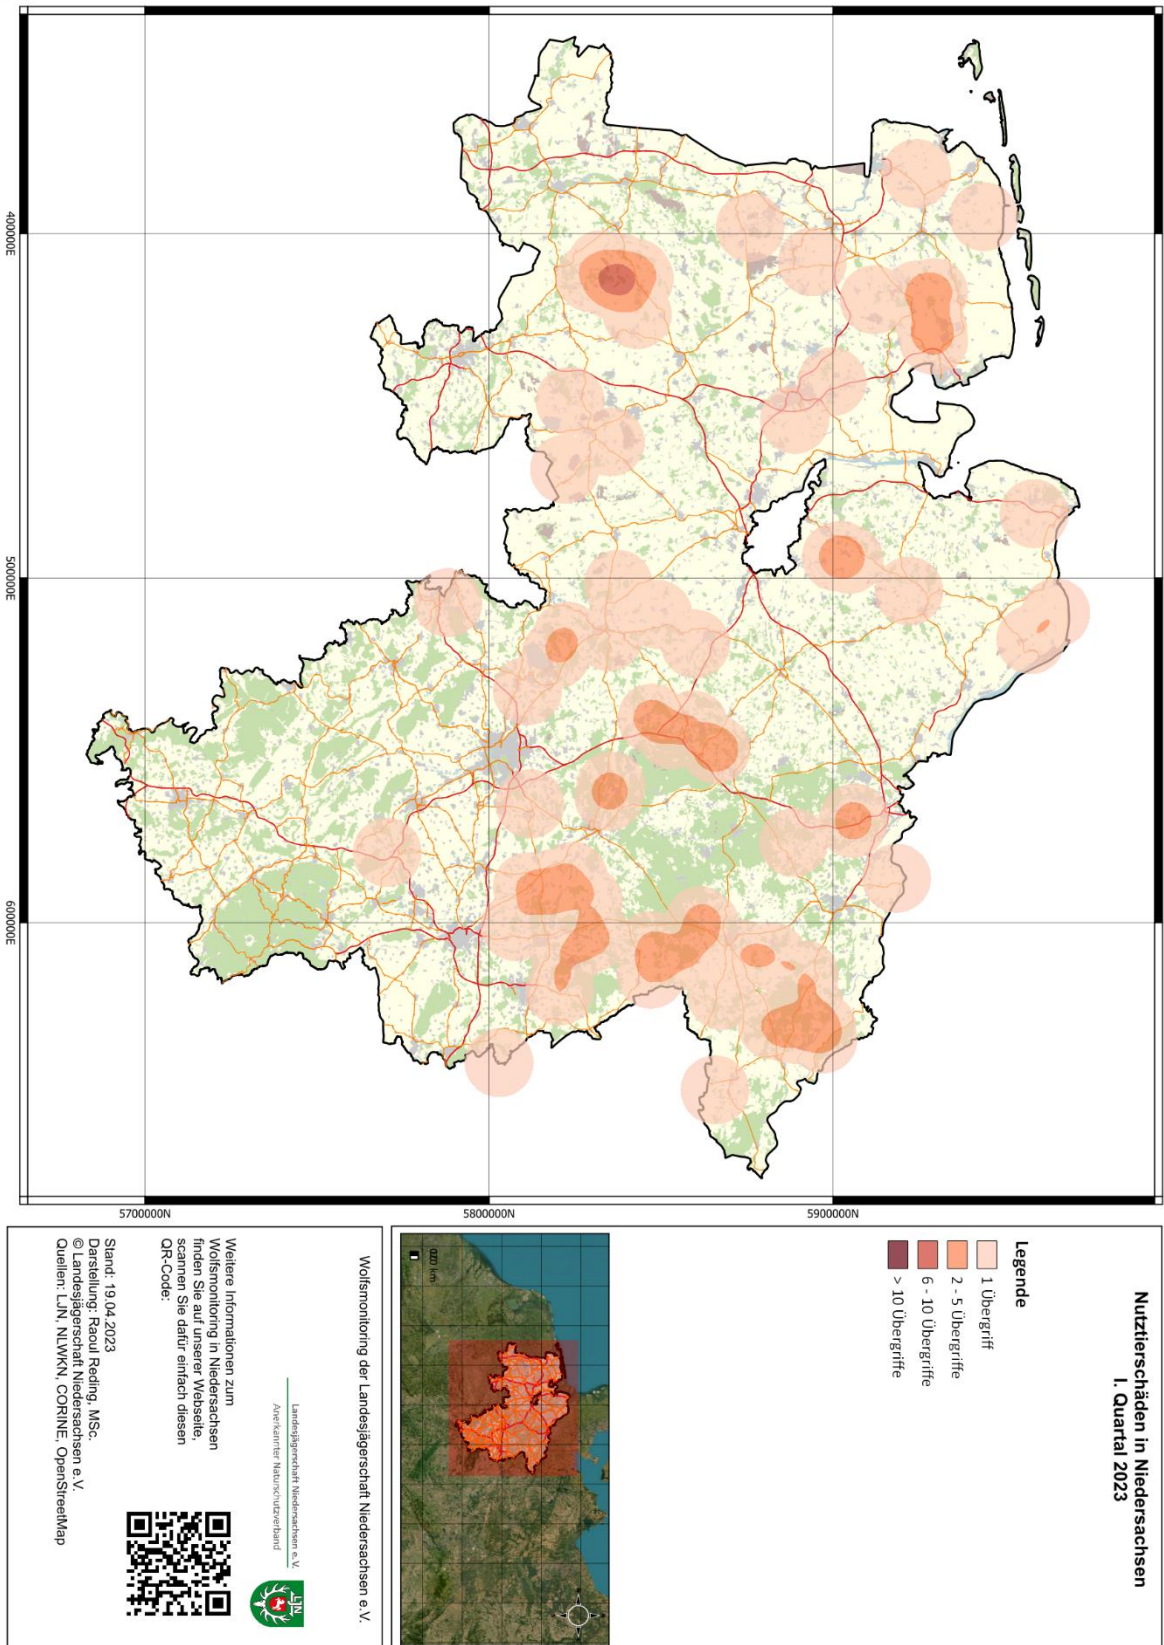 Nutztierschäden in Niedersachsen
I. Quartal 2023
Legende
1 Übergriff
2 - 5 Übergriffe
6 - 10 Übergriffe
> 10 Übergriffe
5700000N
5800000N
5900000N
400000E
500000E
600000E
km
Wolfsmonitoring der Landesjägerschaft Niedersachsen e.V.
Landesjägerschaft Niedersachsen e.V.
Anerkannter Naturschutzverband
LJN
Weitere Informationen zum
Wolfsmonitoring in Niedersachsen
finden Sie auf unserer Webseite,
scannen Sie dafür einfach diesen
QR-Code:
Stand: 19.04.2023
Darstellung: Raoul Reding, MSc.
© Landesjägerschaft Niedersachsen e.V.
Quellen: LJN, NLWKN, CORINE, OpenStreetMap